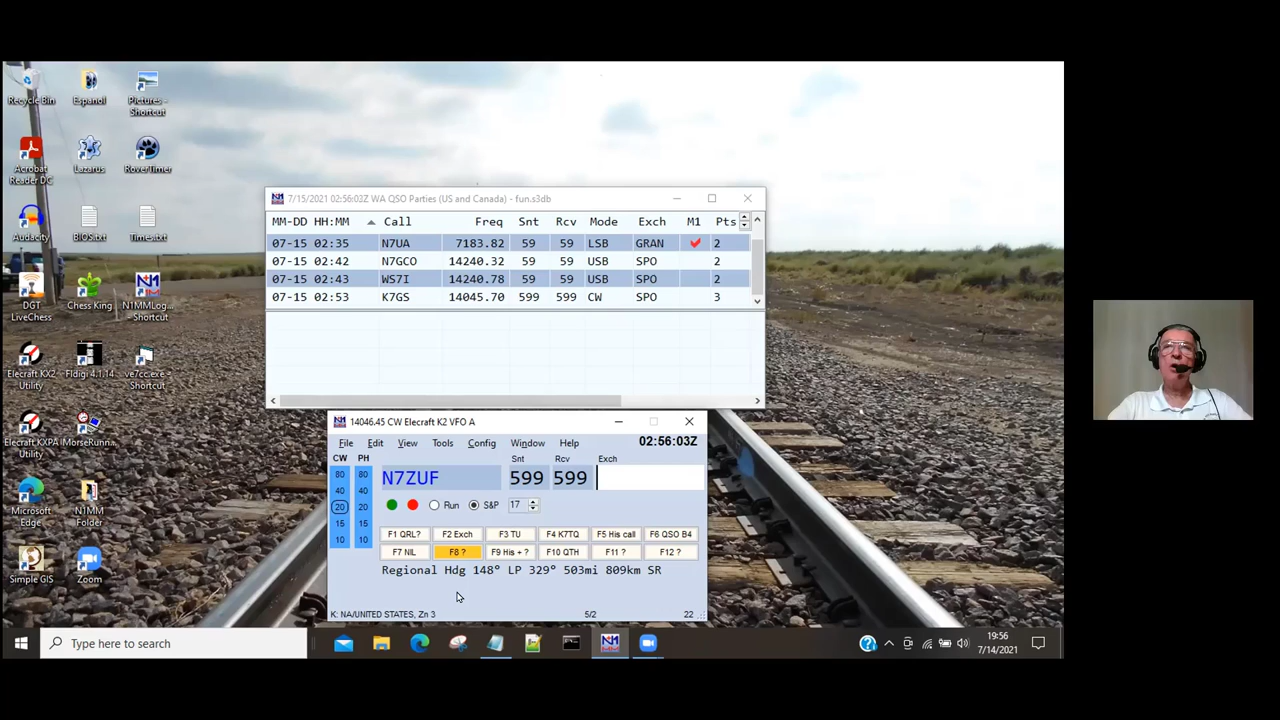 Recycle Bin
Espanol
Pictures - Shortcut
Acrobat Reader DC
Lazarus
RoverTimer
Audacity
BIOS.txt
Times.txt
DGT LiveChess
Chess King
N1MMLog... - Shortcut
Elecraft KX2 Utility
Fldigi 4.1.14
ve7cc.exe - Shortcut
Elecraft KXPA Utility
MorseRunn...
Microsoft Edge
N1MM Folder
Simple GIS
Zoom
7/15/2021 02:56:02Z WA QSO Parties (US and Canada) - fun.s3db
MM-DD HH:MM Call Freq Snt Rcv Mode Exch M1 Pts
07-15 02:35 N7UA 7183.82 59 59 LSB GRAN 2
07-15 02:42 N7GCO 14240.32 59 59 USB SPO 2
07-15 02:43 WS7I 14240.78 59 59 USB SPO 2
07-15 02:53 K7GS 14045.70 599 599 CW SPO 3
14046.45 CW Elecraft K2 VFO A
File Edit View Tools Config Window Help 02:56:03Z
CW PH Snt Rcv Exch
80 80 N7ZUF 599 599
40 40
20 20 Run S&P 17
15 15
10 10
F1 QRL? F2 Exch F3 TU F4 K7TQ F5 His call F6 QSO B4
F7 NIL F8 ? F9 His + ? F10 QTH F11 ? F12 ?
Regional Hdg 148° LP 329° 503mi 809km SR
K: NA/UNITED STATES, Zn 3 5/2 22
Type here to search
19:56
7/14/2021